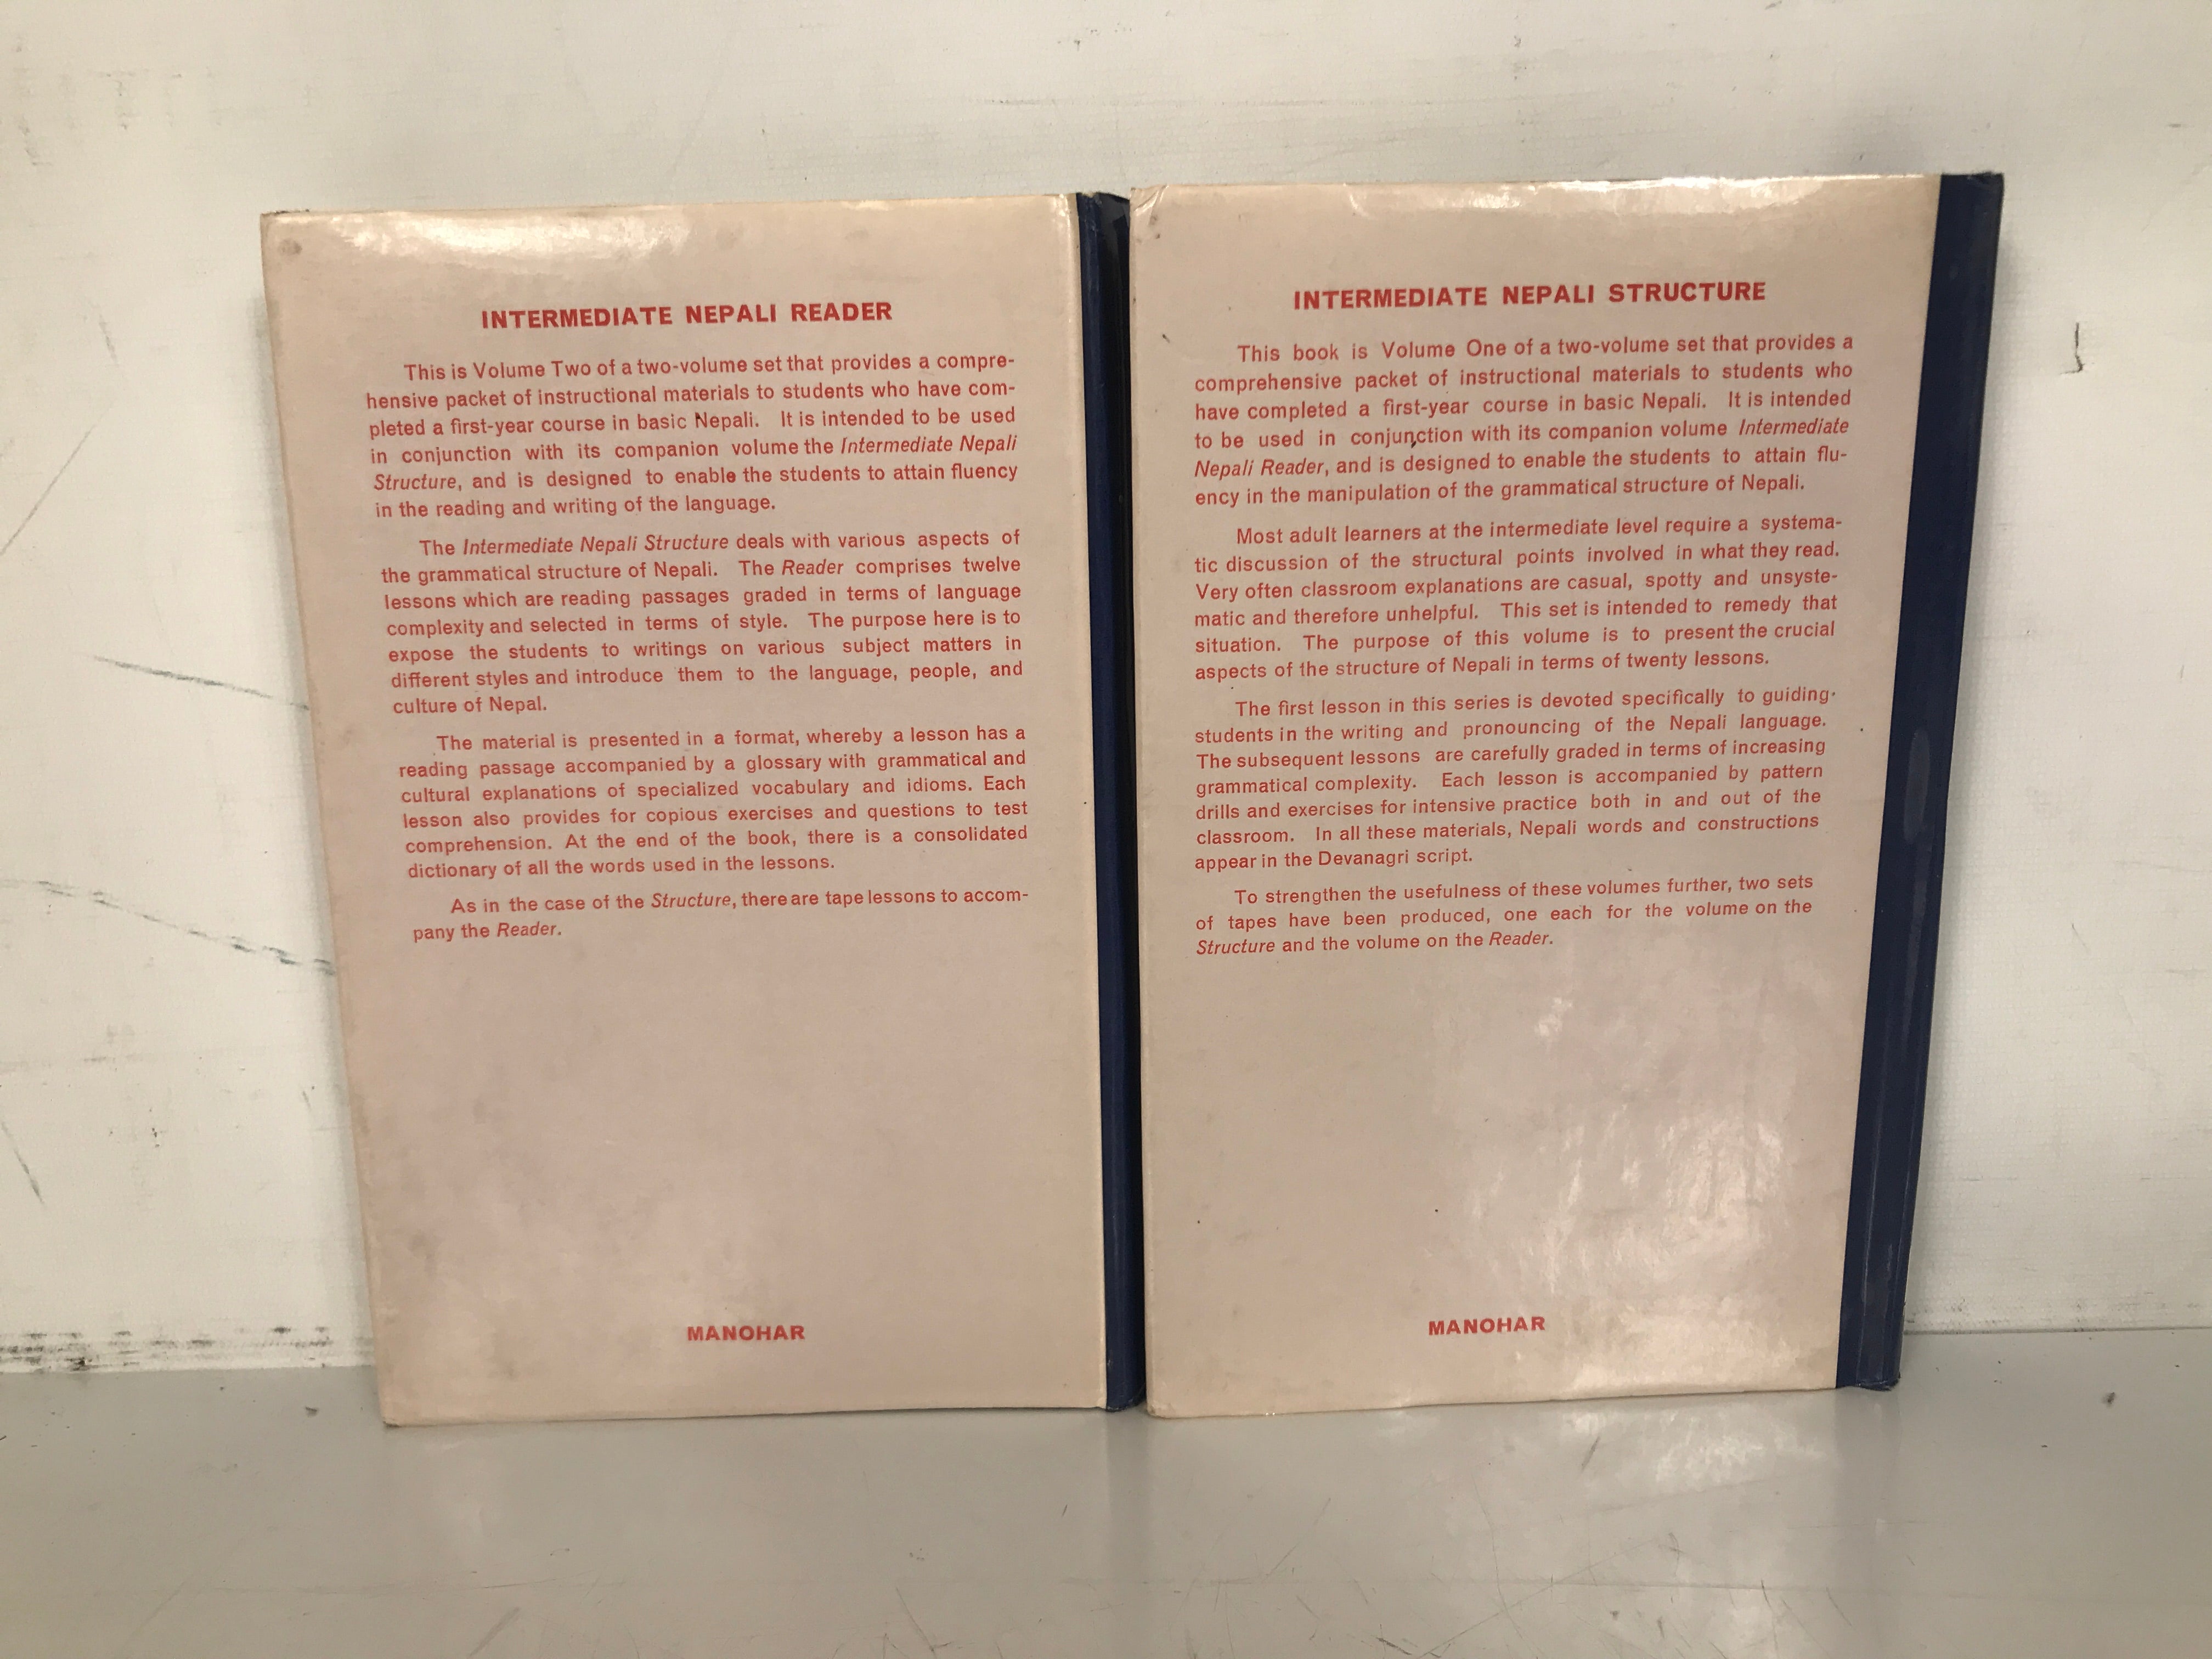 INTERMEDIATE NEPALI READER
This is Volume Two of a two-volume set that provides a compre-
hensive packet of instructional materials to students who have com-
pleted a first-year course in basic Nepali. It is intended to be used
in conjunction with its companion volume the Intermediate Nepali
Structure, and is designed to enable the students to attain fluency
in the reading and writing of the language.
The Intermediate Nepali Structure deals with various aspects of
the grammatical structure of Nepali. The Reader comprises twelve
lessons which are reading passages graded in terms of language
complexity and selected in terms of style. The purpose here is to
expose the students to writings on various subject matters in
different styles and introduce them to the language, people, and
culture of Nepal.
The material is presented in a format, whereby a lesson has a
reading passage accompanied by a glossary with grammatical and
cultural explanations of specialized vocabulary and idioms. Each
lesson also provides for copious exercises and questions to test
comprehension. At the end of the book, there is a consolidated
dictionary of all the words used in the lessons.
As in the case of the Structure, there are tape lessons to accom-
pany the Reader.
MANOHAR
INTERMEDIATE NEPALI STRUCTURE
This book is Volume One of a two-volume set that provides a
comprehensive packet of instructional materials to students who
have completed a first-year course in basic Nepali. It is intended
to be used in conjunction with its companion volume Intermediate
Nepali Reader, and is designed to enable the students to attain flu-
ency in the manipulation of the grammatical structure of Nepali.
Most adult learners at the intermediate level require a systema-
tic discussion of the structural points involved in what they read.
Very often classroom explanations are casual, spotty and unsyste-
matic and therefore unhelpful. This set is intended to remedy that
situation. The purpose of this volume is to present the crucial
aspects of the structure of Nepali in terms of twenty lessons.
The first lesson in this series is devoted specifically to guiding
students in the writing and pronouncing of the Nepali language.
The subsequent lessons are carefully graded in terms of increasing
grammatical complexity. Each lesson is accompanied by pattern
drills and exercises for intensive practice both in and out of the
classroom. In all these materials, Nepali words and constructions
appear in the Devanagri script.
To strengthen the usefulness of these volumes further, two sets
of tapes have been produced, one each for the volume on the
Structure and the volume on the Reader.
MANOHAR